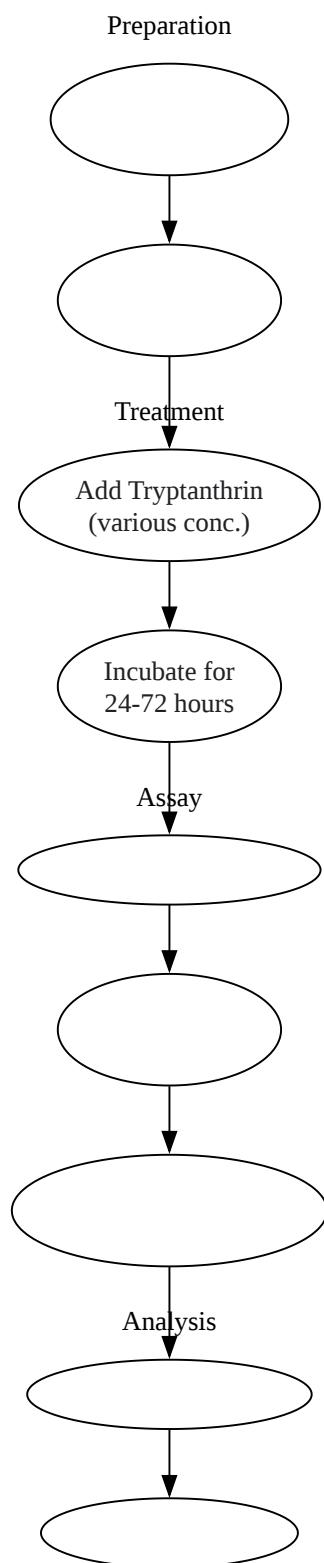 Preparation
Treatment
Add Tryptanthrin
(various conc.)
Incubate for
24-72 hours
Assay
Analysis